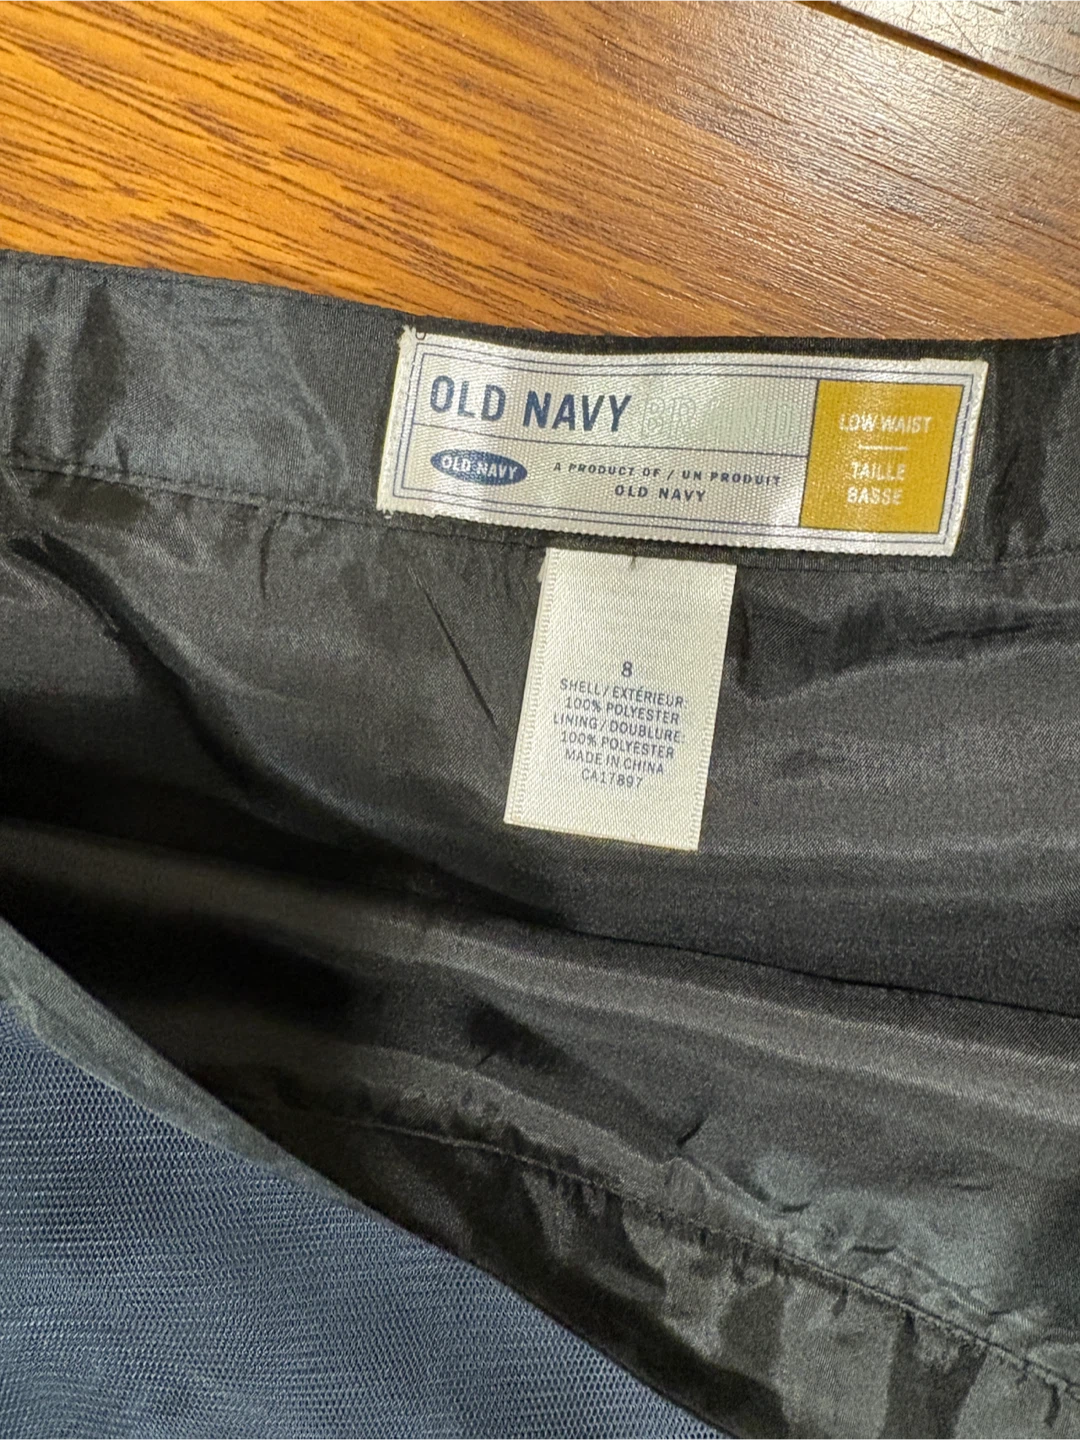 OLD NAVY BRAND
LOW WAIST
TAILLE
BASSE
OLD NAVY
A PRODUCT OF / UN PRODUIT
OLD NAVY
8
SHELL / EXTÉRIEUR:
100% POLYESTER
LINING / DOUBLURE:
100% POLYESTER
MADE IN CHINA
CA17897